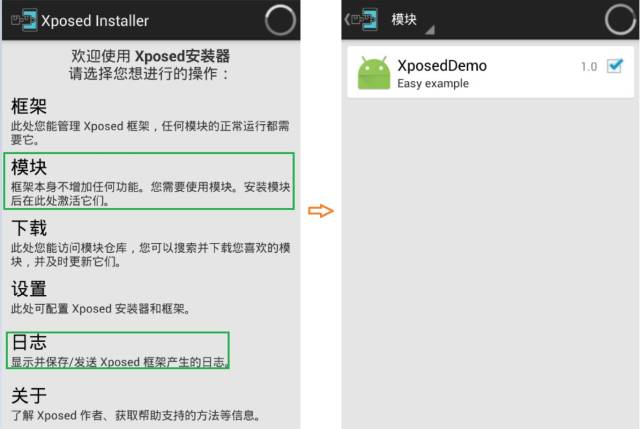 Xposed Installer
欢迎使用 Xposed安装器
请选择您想进行的操作：
框架
此处您能管理 Xposed 框架，任何模块的正常运行都需
要它。
模块
框架本身不增加任何功能。您需要使用模块。安装模块
后在此处激活它们。
下载
此处您能访问模块仓库，您可以搜索并下载您喜欢的模
块，并及时更新它们。
设置
此处可配置 Xposed 安装器和框架。
日志
显示并保存/发送 Xposed 框架产生的日志。
关于
了解 Xposed 作者、获取帮助支持的方法等信息。
模块
XposedDemo 1.0
Easy example